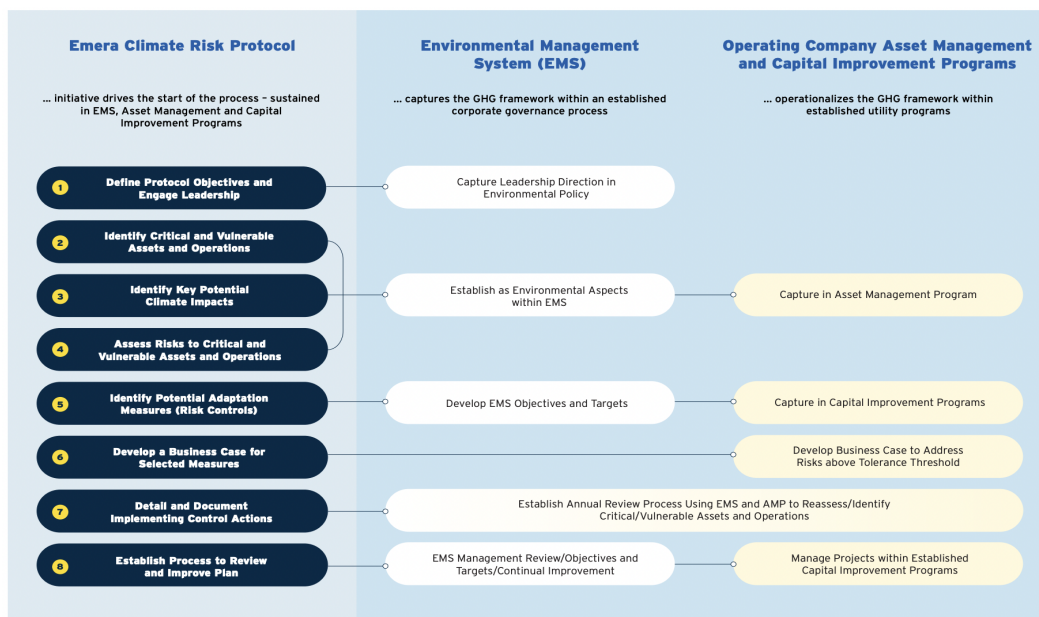 Emera Climate Risk Protocol
... initiative drives the start of the process – sustained
in EMS, Asset Management and Capital
Improvement Programs
Environmental Management
System (EMS)
... captures the GHG framework within an established
corporate governance process
Operating Company Asset Management
and Capital Improvement Programs
... operationalizes the GHG framework within
established utility programs
1
Define Protocol Objectives and
Engage Leadership
Capture Leadership Direction in
Environmental Policy
2
Identify Critical and Vulnerable
Assets and Operations
3
Identify Key Potential
Climate Impacts
Establish as Environmental Aspects
within EMS
Capture in Asset Management Program
4
Assess Risks to Critical and
Vulnerable Assets and Operations
5
Identify Potential Adaptation
Measures (Risk Controls)
Develop EMS Objectives and Targets
Capture in Capital Improvement Programs
6
Develop a Business Case for
Selected Measures
Develop Business Case to Address
Risks above Tolerance Threshold
7
Detail and Document
Implementing Control Actions
Establish Annual Review Process Using EMS and AMP to Reassess/Identify
Critical/Vulnerable Assets and Operations
8
Establish Process to Review
and Improve Plan
EMS Management Review/Objectives and
Targets/Continual Improvement
Manage Projects within Established
Capital Improvement Programs